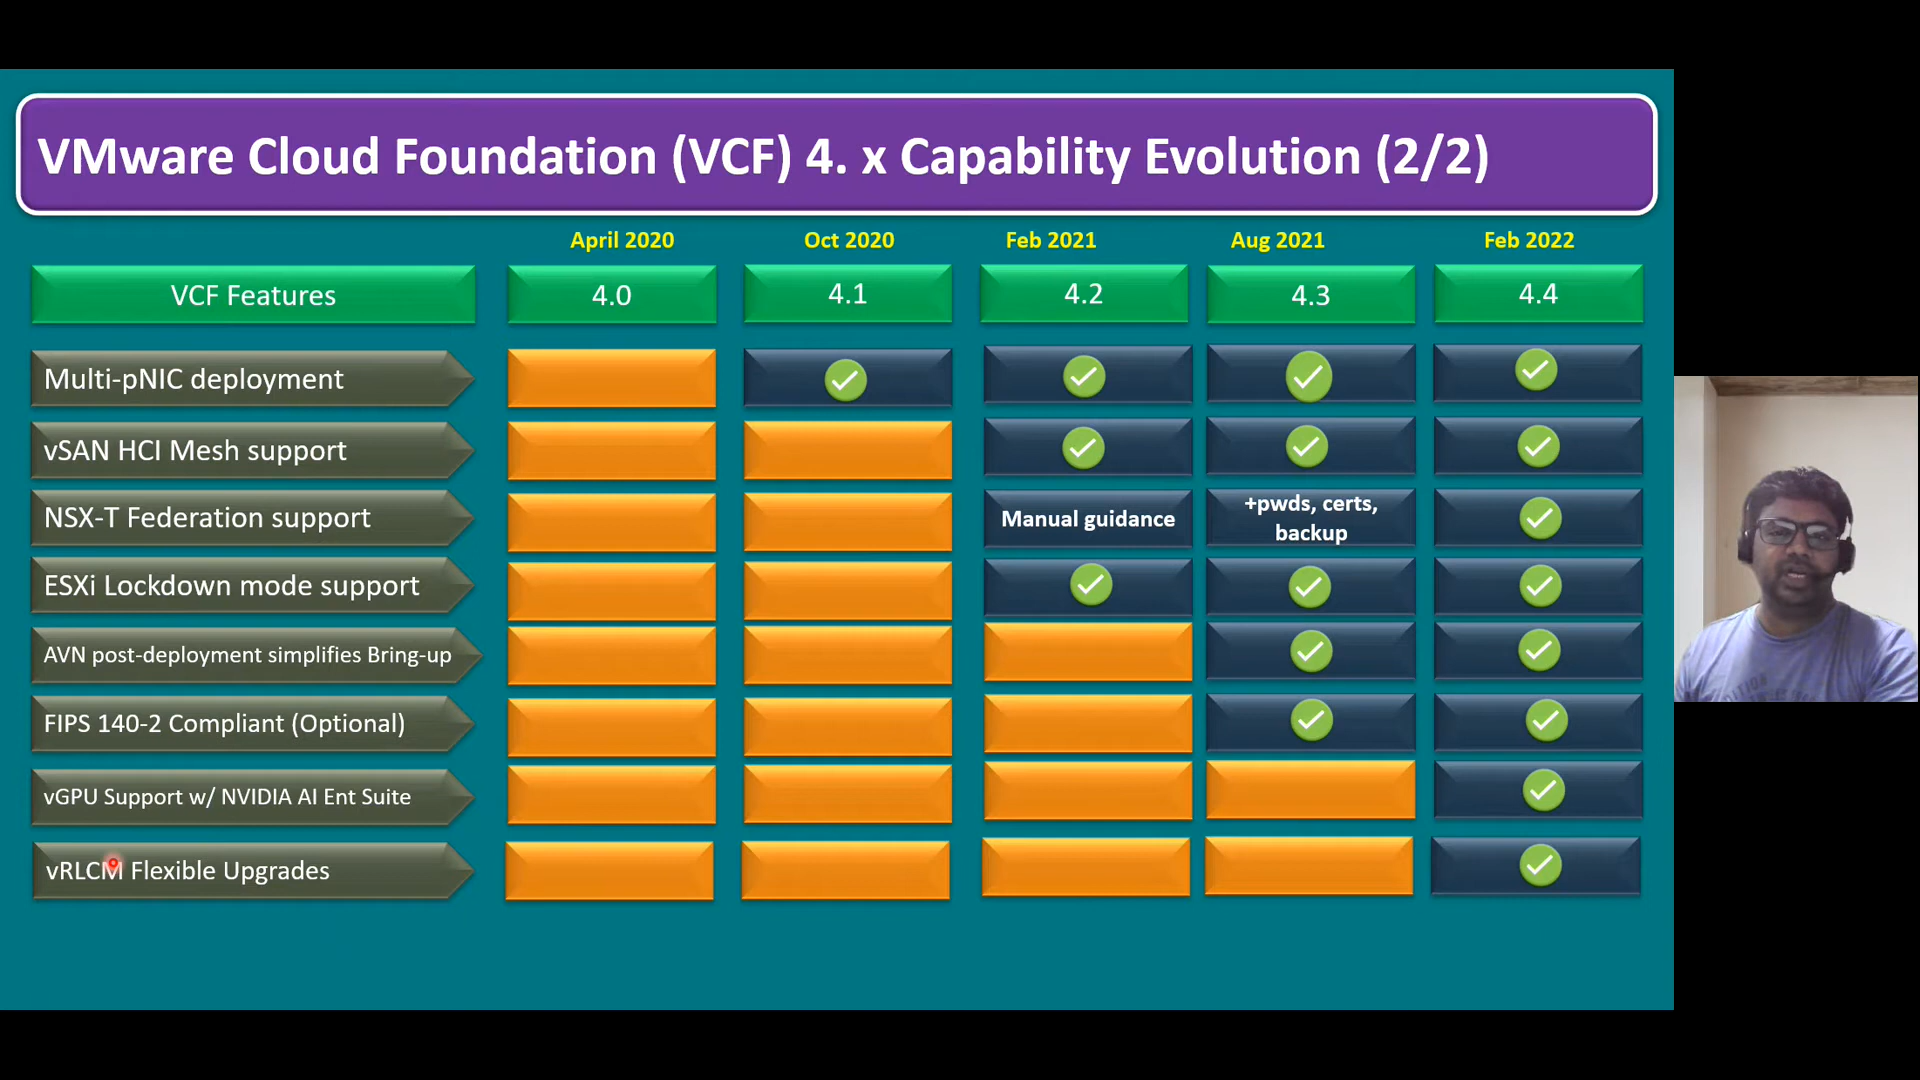 VMware Cloud Foundation (VCF) 4. x Capability Evolution (2/2)
April 2020 Oct 2020 Feb 2021 Aug 2021 Feb 2022
VCF Features 4.0 4.1 4.2 4.3 4.4
Multi-pNIC deployment
vSAN HCI Mesh support
NSX-T Federation support
Manual guidance
+pwds, certs,
backup
ESXi Lockdown mode support
AVN post-deployment simplifies Bring-up
FIPS 140-2 Compliant (Optional)
vGPU Support w/ NVIDIA AI Ent Suite
vRLCM Flexible Upgrades